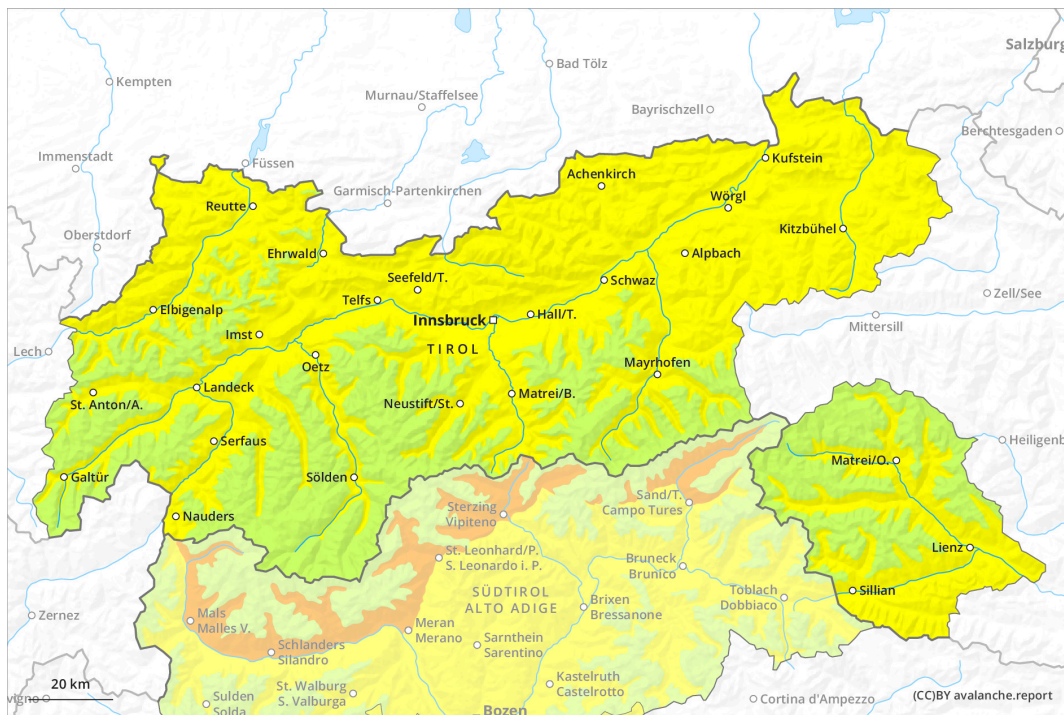 Salzburg
Kempten
Bad Tölz
Murnau/Staffelsee
Bayrischzell
Berchtesgaden
Immenstadt
Füssen
Kufstein
Achenkirch
Garmisch-Partenkirchen
Wörgl
Reutte
Oberstdorf
Kitzbühel
Ehrwald
Alpbach
Seefeld/T.
Schwaz
Telfs
Zell/See
Elbigenalp
Innsbruck
Hall/T.
Mittersill
Imst
TIROL
Lech
Oetz
Mayrhofen
Landeck
St. Anton/A.
Neustift/St.
Matrei/B.
Serfaus
Heiligenb
Matrei/O.
Galtür
Sölden
Sand/T.
Campo Tures
Sterzing
Vipiteno
Nauders
Lienz
St. Leonhard/P.
S. Leonardo i. P.
Bruneck
Brunico
SÜDTIROL
ALTO ADIGE
Toblach
Dobbiaco
Sillian
Brixen
Bressanone
Zernez
Mals
Malles V.
Meran
Merano
Sarnthein
Sarentino
Schlanders
Silandro
Kastelruth
Castelrotto
St. Walburg
S. Valburga
Sulden
Solda
20 km
vigno
Cortina d'Ampezzo
(CC)BY avalanche.report
Bozen